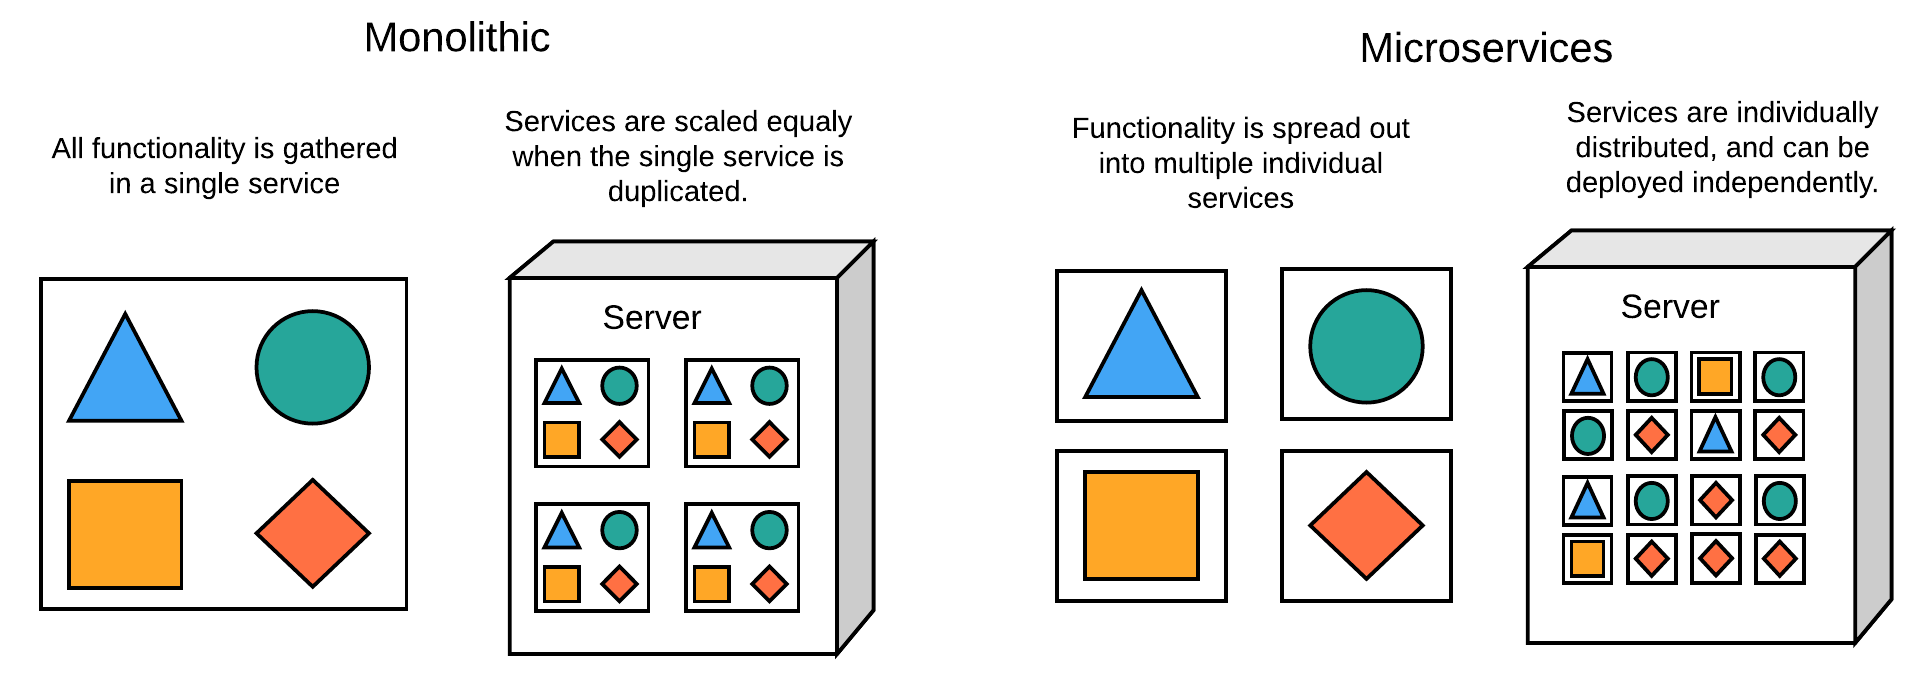 Monolithic
All functionality is gathered
in a single service
Services are scaled equaly
when the single service is
duplicated.
Server
Microservices
Functionality is spread out
into multiple individual
services
Services are individually
distributed, and can be
deployed independently.
Server